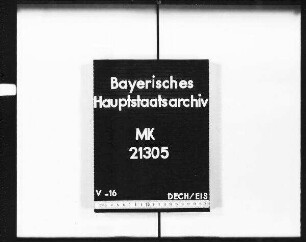 Bayerisches
Hauptstaatsarchiv
MK
21305
V-16 DECH/EIS